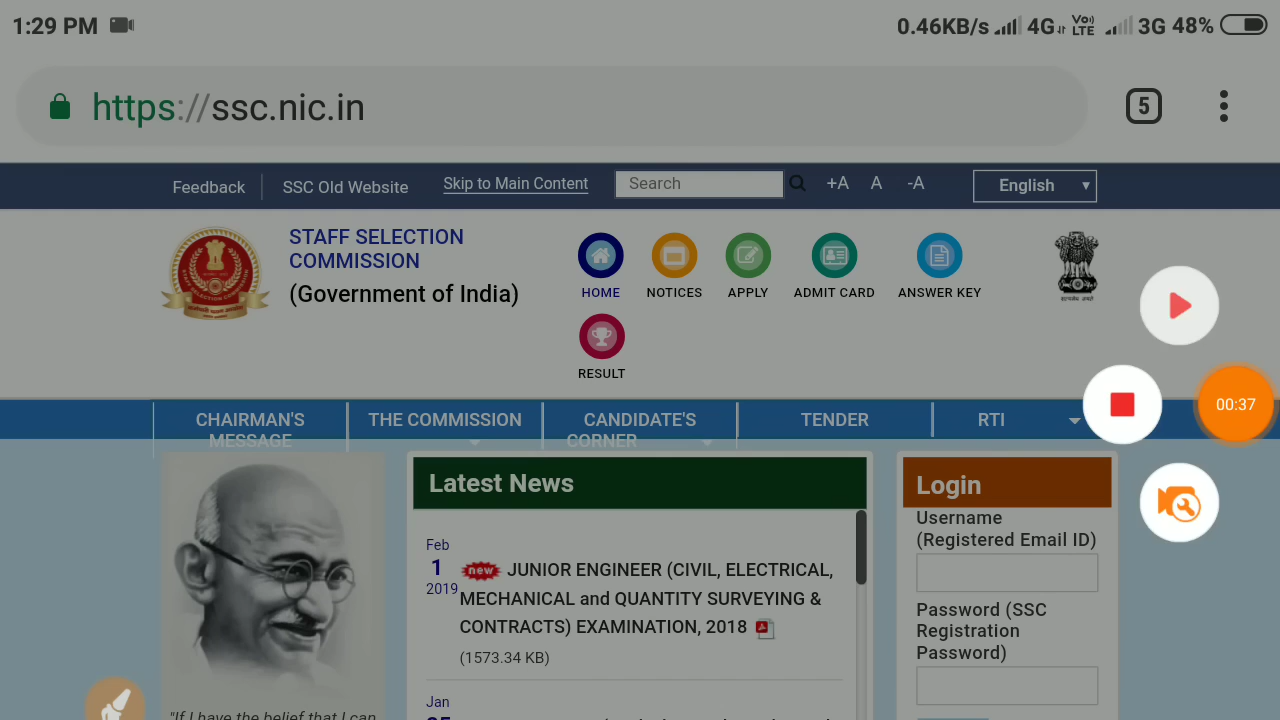 1:29 PM
0.46KB/s 4G VoLTE 3G 48%
https://ssc.nic.in
5
Feedback
SSC Old Website
Skip to Main Content
Search
+A A -A
English
STAFF SELECTION
COMMISSION
(Government of India)
HOME
NOTICES
APPLY
ADMIT CARD
ANSWER KEY
RESULT
00:37
CHAIRMAN'S
MESSAGE
THE COMMISSION
CANDIDATE'S
CORNER
TENDER
RTI
Latest News
Feb
1
2019
new JUNIOR ENGINEER (CIVIL, ELECTRICAL,
MECHANICAL and QUANTITY SURVEYING &
CONTRACTS) EXAMINATION, 2018
(1573.34 KB)
Jan
Login
Username
(Registered Email ID)
Password (SSC
Registration
Password)
"If I have the belief that I can